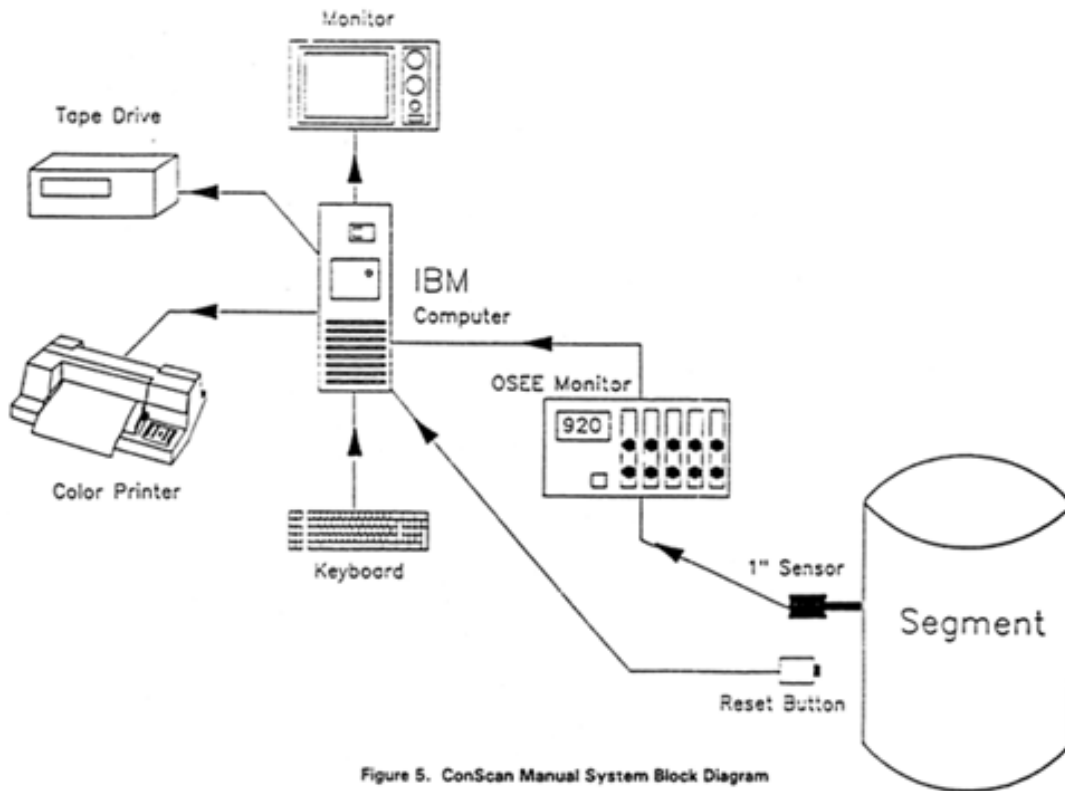 Monitor
Tape Drive
IBM
Computer
OSEE Monitor
920
Color Printer
Keyboard
1" Sensor
Segment
Reset Button
Figure 5. ConScan Manual System Block Diagram